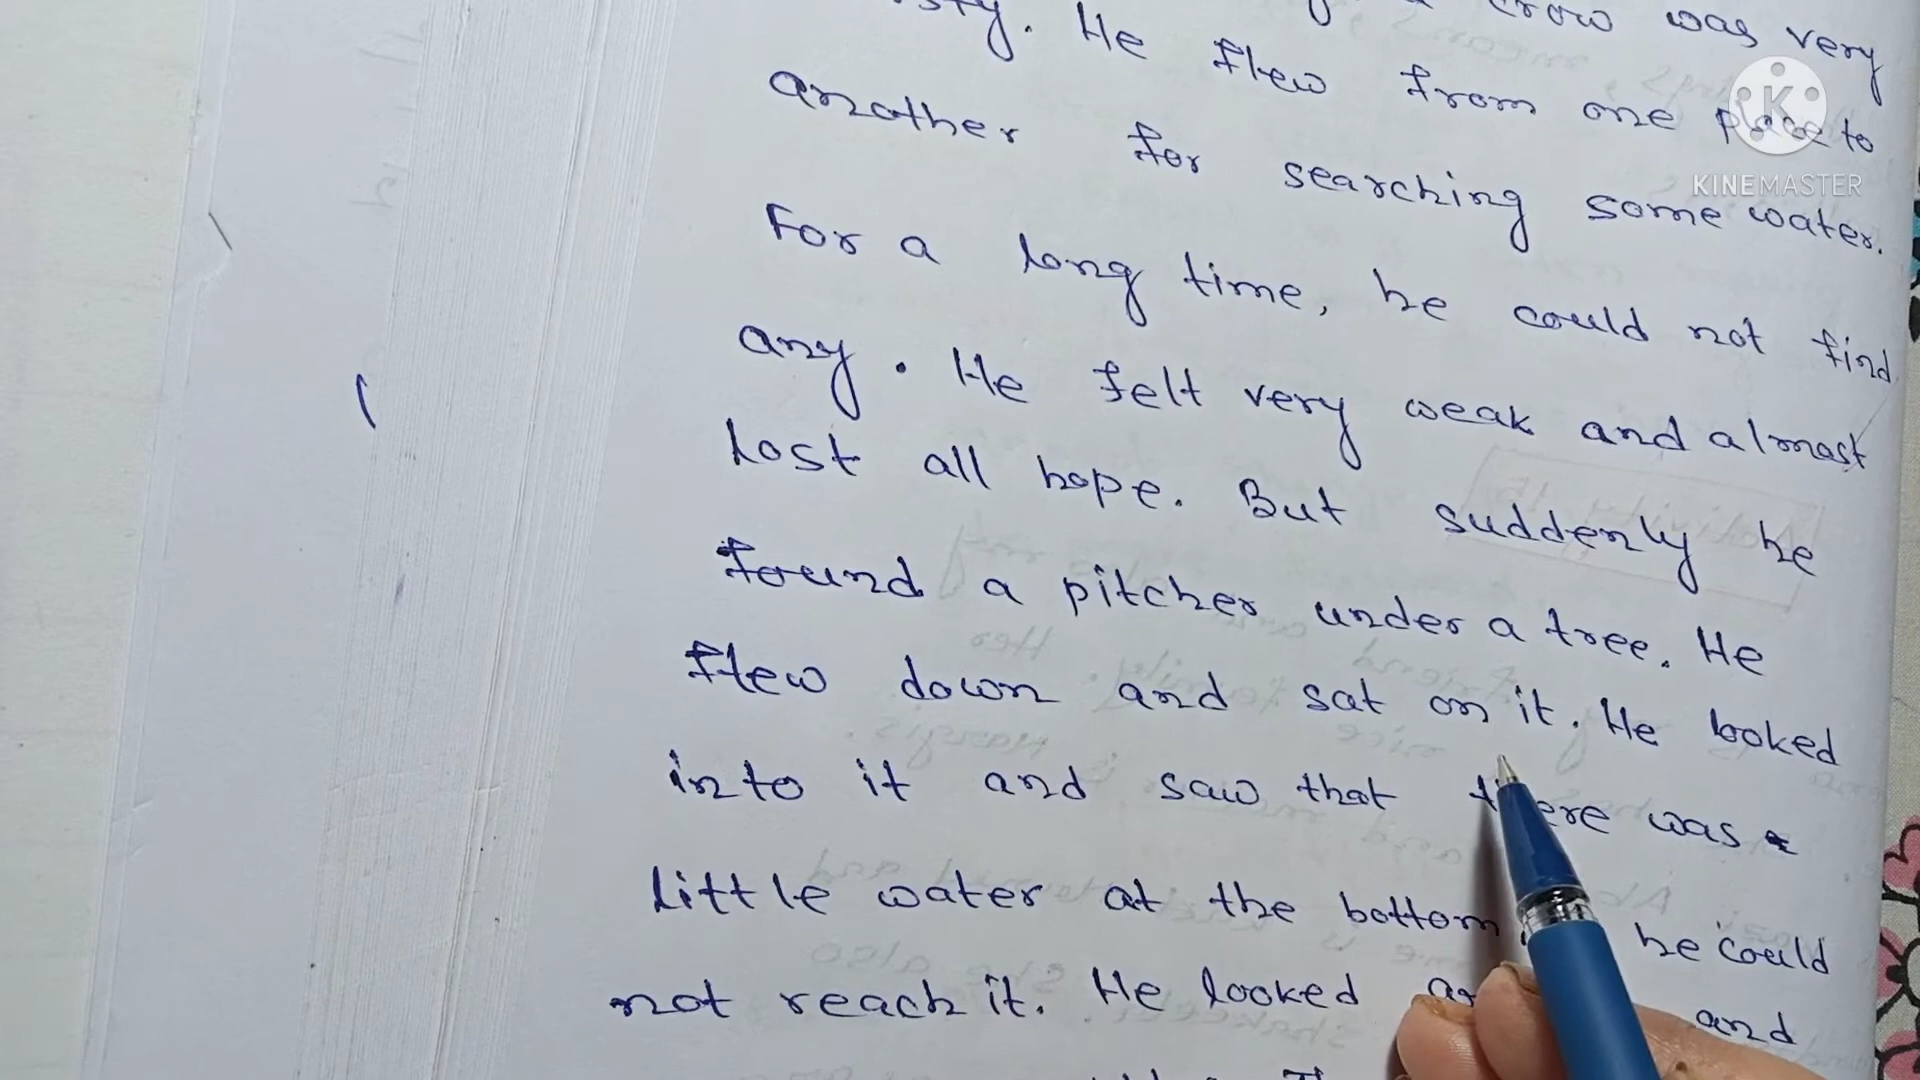 crow was very
He flew from one place to
another for searching some water.
For a long time, he could not find
any. He felt very weak and almost
lost all hope. But suddenly he
found a pitcher under a tree. He
flew down and sat on it. He looked
into it and saw that there was a
little water at the bottom he could
not reach it. He looked and
KINEMASTER